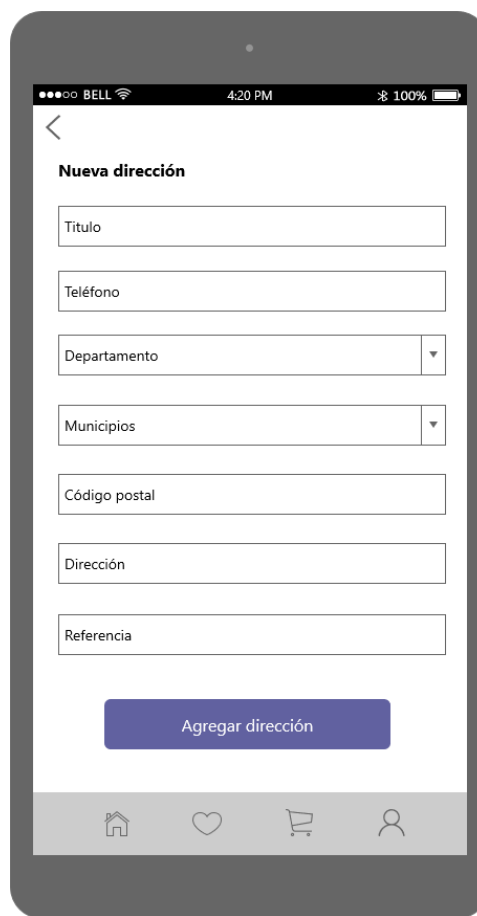 BELL 4:20 PM 100%
Nueva dirección
Titulo
Teléfono
Departamento
Municipios
Código postal
Dirección
Referencia
Agregar dirección